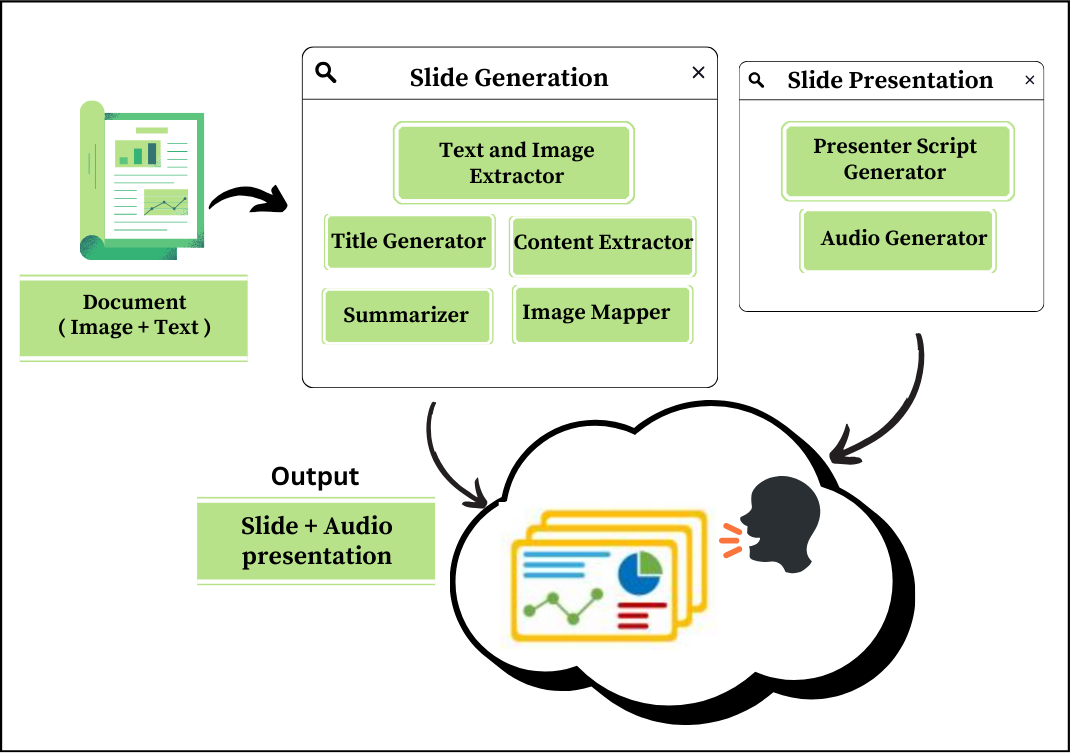 Slide Generation
×
Text and Image
Extractor
Title Generator
Content Extractor
Summarizer
Image Mapper
Slide Presentation
×
Presenter Script
Generator
Audio Generator
Document
( Image + Text )
Output
Slide + Audio
presentation